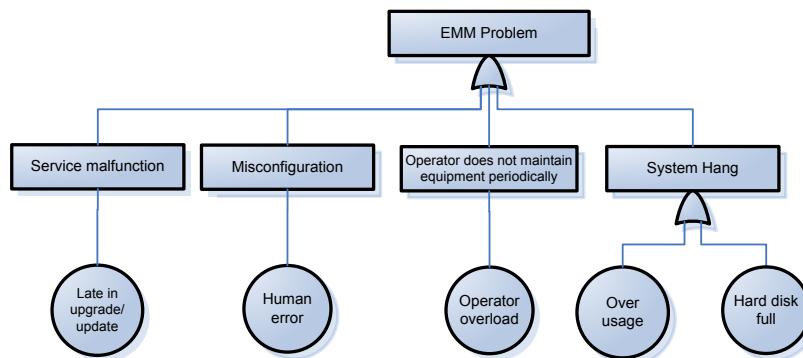 EMM Problem
Service malfunction
Misconfiguration
Operator does not maintain
equipment periodically
System Hang
Late in
upgrade/
update
Human
error
Operator
overload
Over
usage
Hard disk
full